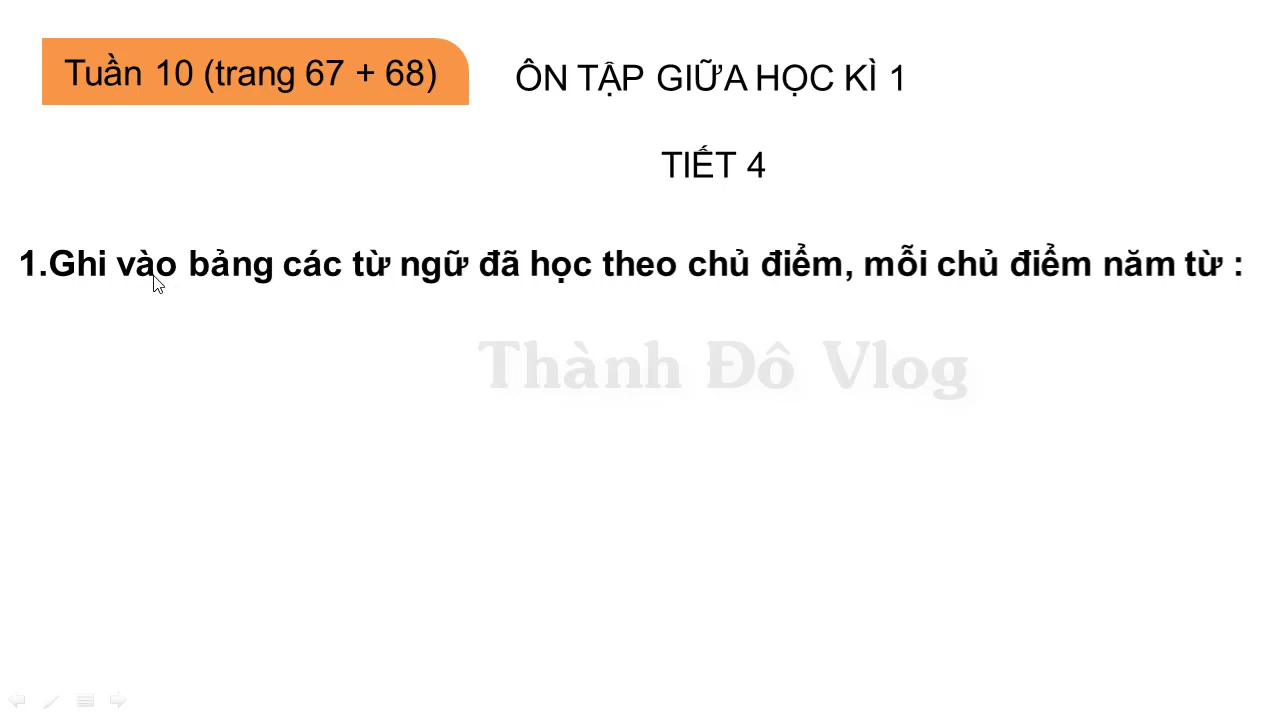 Tuần 10 (trang 67 + 68)
ÔN TẬP GIỮA HỌC KÌ 1
TIẾT 4
1.Ghi vào bảng các từ ngữ đã học theo chủ điểm, mỗi chủ điểm năm từ :
Thành Đô Vlog